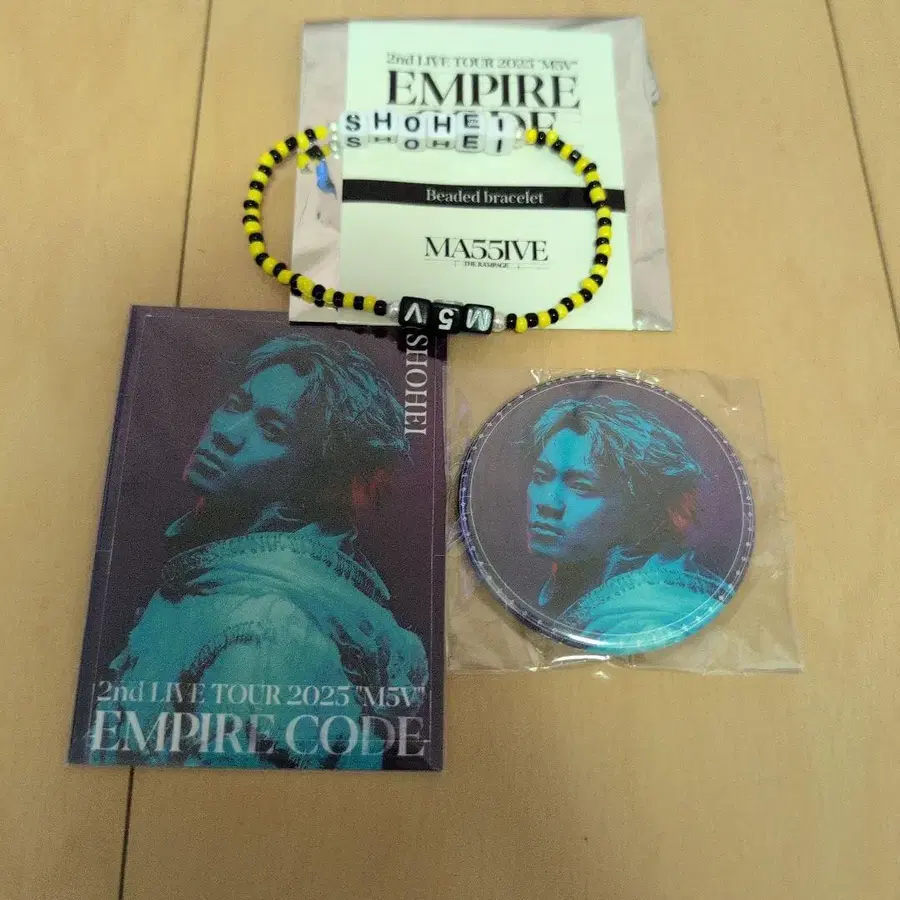 2nd LIVE TOUR 2025 "M5V"
EMPIRE
CODE
SHOHEI
Beaded bracelet
MA55IVE
THE RAMPAGE
M5V
SHOHEI
2nd LIVE TOUR 2025 "M5V"
EMPIRE CODE